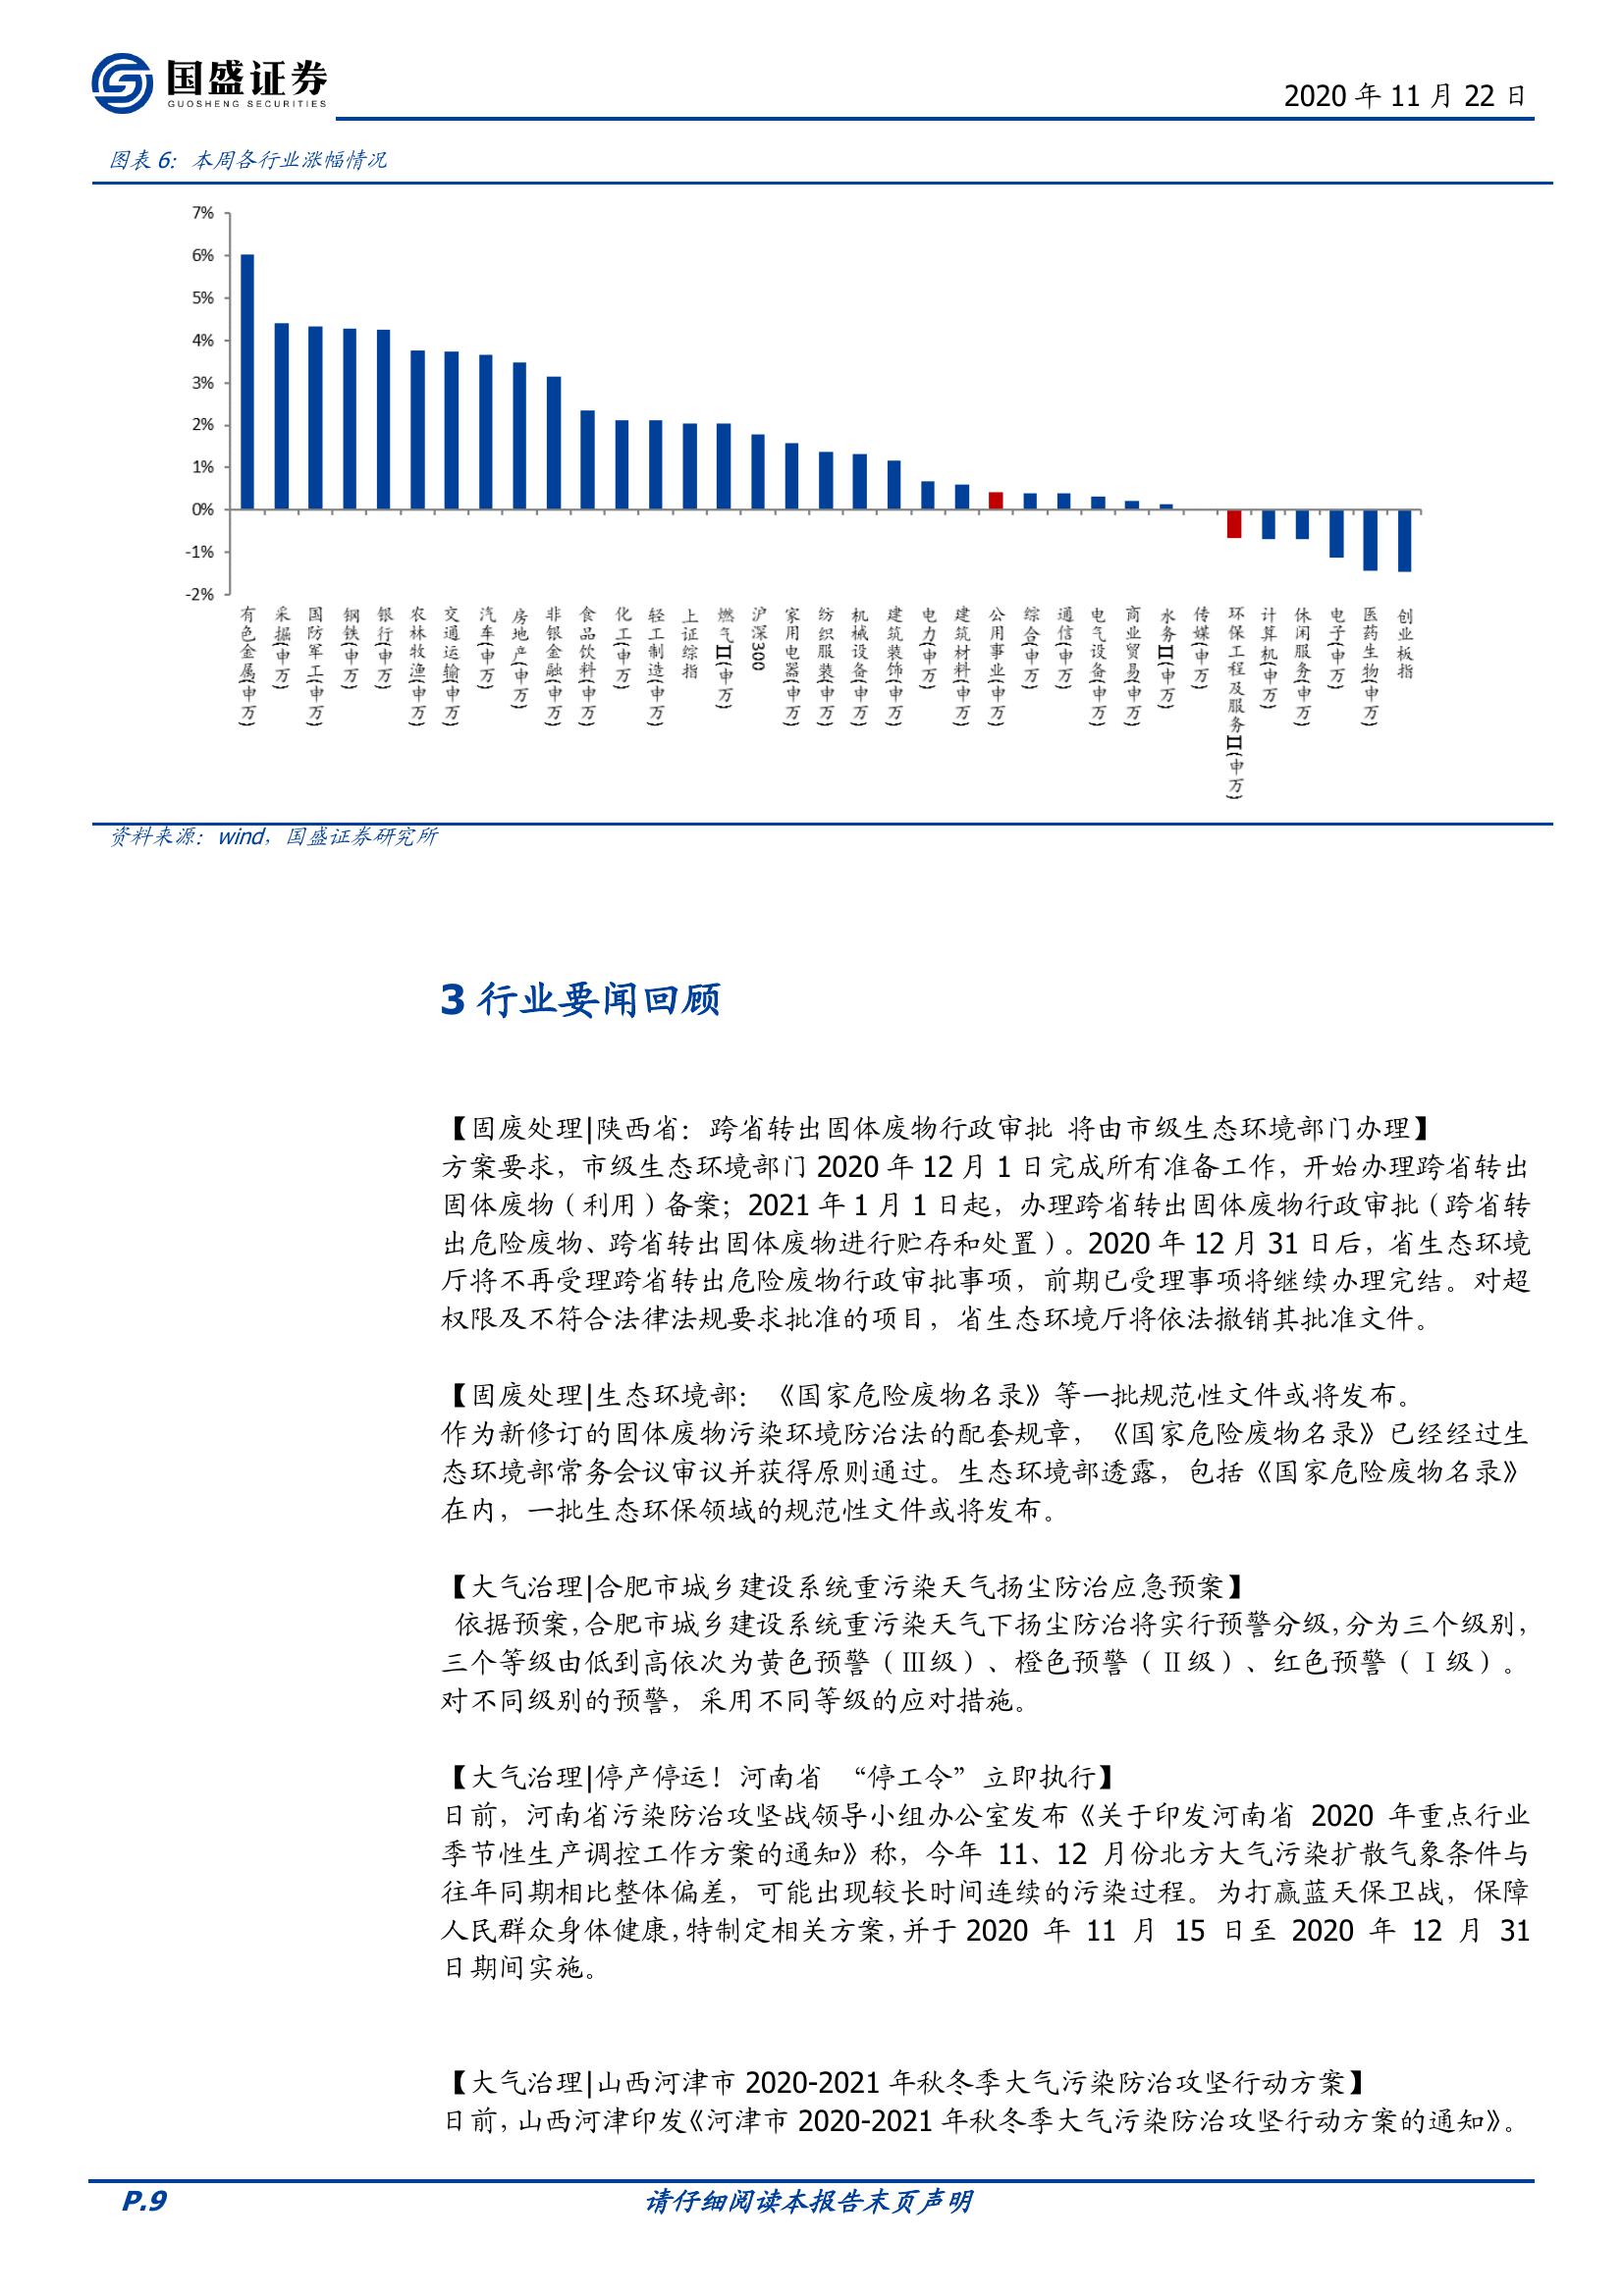 国盛证券
GUOSHENG SECURITIES
2020 年 11 月 22 日
图表 6：本周各行业涨幅情况
7%
6%
5%
4%
3%
2%
1%
0%
-1%
-2%
有色金属(申万)
采掘(申万)
国防军工(申万)
钢铁(申万)
银行(申万)
农林牧渔(申万)
交通运输(申万)
汽车(申万)
房地产(申万)
非银金融(申万)
食品饮料(申万)
化工(申万)
轻工制造(申万)
上证综指
燃气Ⅱ(申万)
沪深300
家用电器(申万)
纺织服装(申万)
机械设备(申万)
建筑装饰(申万)
电力(申万)
建筑材料(申万)
公用事业(申万)
综合(申万)
通信(申万)
电气设备(申万)
商业贸易(申万)
水务Ⅱ(申万)
传媒(申万)
环保工程及服务Ⅱ(申万)
计算机(申万)
休闲服务(申万)
电子(申万)
医药生物(申万)
创业板指
资料来源：wind，国盛证券研究所
3 行业要闻回顾
【固废处理|陕西省：跨省转出固体废物行政审批 将由市级生态环境部门办理】
方案要求，市级生态环境部门 2020 年 12 月 1 日完成所有准备工作，开始办理跨省转出
固体废物（利用）备案；2021 年 1 月 1 日起，办理跨省转出固体废物行政审批（跨省转
出危险废物、跨省转出固体废物进行贮存和处置）。2020 年 12 月 31 日后，省生态环境
厅将不再受理跨省转出危险废物行政审批事项，前期已受理事项将继续办理完结。对超
权限及不符合法律法规要求批准的项目，省生态环境厅将依法撤销其批准文件。
【固废处理|生态环境部：《国家危险废物名录》等一批规范性文件或将发布。
作为新修订的固体废物污染环境防治法的配套规章，《国家危险废物名录》已经经过生
态环境部常务会议审议并获得原则通过。生态环境部透露，包括《国家危险废物名录》
在内，一批生态环保领域的规范性文件或将发布。
【大气治理|合肥市城乡建设系统重污染天气扬尘防治应急预案】
依据预案，合肥市城乡建设系统重污染天气下扬尘防治将实行预警分级，分为三个级别，
三个等级由低到高依次为黄色预警（Ⅲ级）、橙色预警（Ⅱ级）、红色预警（Ⅰ级）。
对不同级别的预警，采用不同等级的应对措施。
【大气治理|停产停运！河南省 “停工令”立即执行】
日前，河南省污染防治攻坚战领导小组办公室发布《关于印发河南省 2020 年重点行业
季节性生产调控工作方案的通知》称，今年 11、12 月份北方大气污染扩散气象条件与
往年同期相比整体偏差，可能出现较长时间连续的污染过程。为打赢蓝天保卫战，保障
人民群众身体健康，特制定相关方案，并于 2020 年 11 月 15 日至 2020 年 12 月 31
日期间实施。
【大气治理|山西河津市 2020-2021 年秋冬季大气污染防治攻坚行动方案】
日前，山西河津印发《河津市 2020-2021 年秋冬季大气污染防治攻坚行动方案的通知》。
P.9
请仔细阅读本报告末页声明